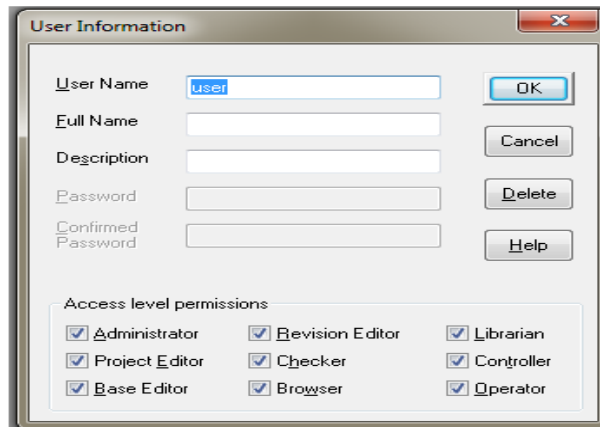 User Information
User Name user OK
Full Name
Cancel
Description
Password Delete
Confirmed
Password Help
Access level permissions
Administrator Revision Editor Librarian
Project Editor Checker Controller
Base Editor Browser Operator